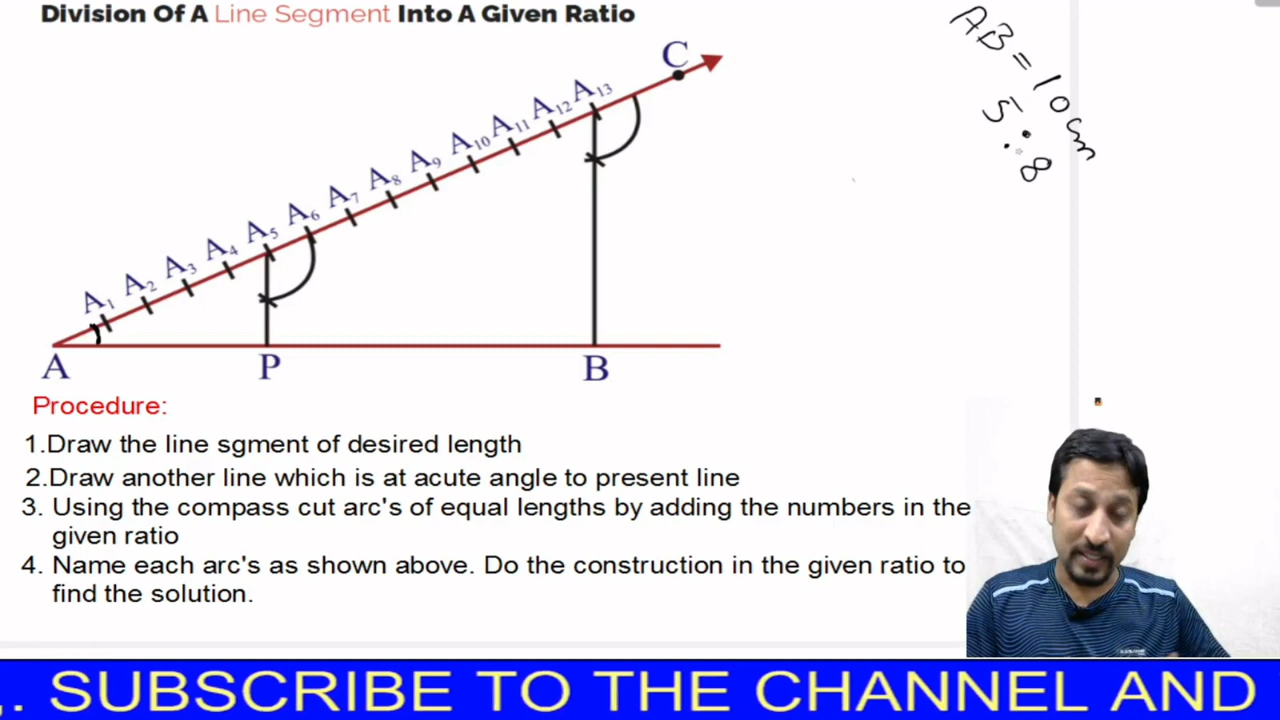 Division Of A Line Segment Into A Given Ratio
AB = 10cm
5:8
C
A1 A2 A3 A4 A5 A6 A7 A8 A9 A10 A11 A12 A13
A P B
Procedure:
1.Draw the line sgment of desired length
2.Draw another line which is at acute angle to present line
3. Using the compass cut arc's of equal lengths by adding the numbers in the
given ratio
4. Name each arc's as shown above. Do the construction in the given ratio to
find the solution.
,. SUBSCRIBE TO THE CHANNEL AND